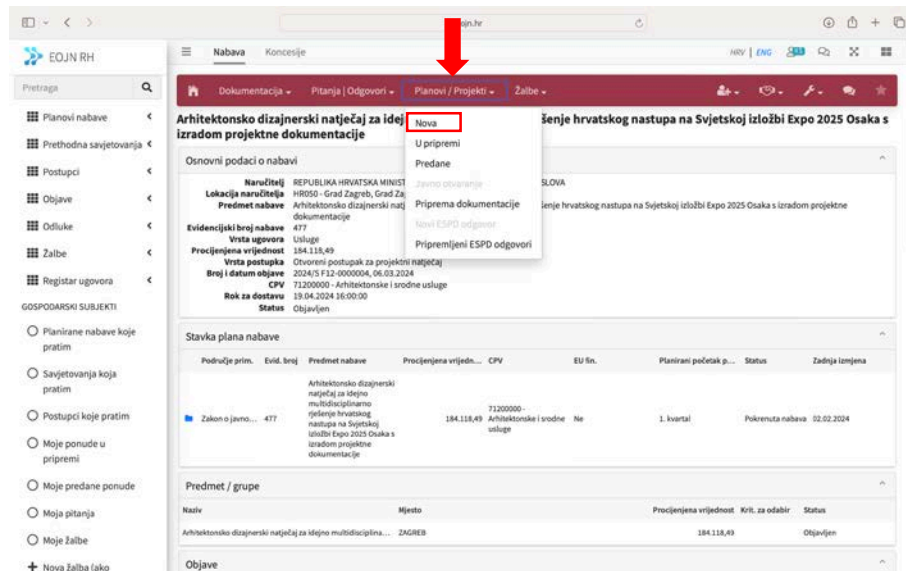 ojn.hr
EOJN RH
Nabava Koncesije
HRV | ENG
Pretraga
Dokumentacija Pitanja | Odgovori Planovi / Projekti Žalbe
Planovi nabave
Prethodna savjetovanja
Postupci
Objave
Odluke
Žalbe
Registar ugovora
GOSPODARSKI SUBJEKTI
Planirane nabave koje
pratim
Savjetovanja koja
pratim
Postupci koje pratim
Moje ponude u
pripremi
Moje predane ponude
Moja pitanja
Moje žalbe
Nova žalba (ako
Nova
U pripremi
Predane
Javno otvaranje
Priprema dokumentacije
Novi ESPD odgovor
Pripremljeni ESPD odgovori
Arhitektonsko dizajnerski natječaj za idej šenje hrvatskog nastupa na Svjetskoj izložbi Expo 2025 Osaka s
izradom projektne dokumentacije
Osnovni podaci o nabavi
Naručitelj REPUBLIKA HRVATSKA MINIST SLOVA
Lokacija naručitelja HR050 - Grad Zagreb, Grad Za
Predmet nabave Arhitektonsko dizajnerski natj enje hrvatskog nastupa na Svjetskoj izložbi Expo 2025 Osaka s izradom projektne
dokumentacije
Evidencijski broj nabave 477
Vrsta ugovora Usluge
Procijenjena vrijednost 184.118,49
Vrsta postupka Otvoreni postupak za projektni natječaj
Broj i datum objave 2024/S F12-0000004, 06.03.2024
CPV 71200000 - Arhitektonske i srodne usluge
Rok za dostavu 19.04.2024 16:00:00
Status Objavljen
Stavka plana nabave
Područje prim. Evid. broj Predmet nabave Procijenjena vrijedn... CPV EU fin. Planirani početak p... Status Zadnja izmjena
Zakon o javno... 477 Arhitektonsko dizajnerski
natječaj za idejno
multidisciplinarno
rješenje hrvatskog
nastupa na Svjetskoj
izložbi Expo 2025 Osaka s
izradom projektne
dokumentacije
184.118,49
71200000 -
Arhitektonske i srodne
usluge
Ne 1. kvartal Pokrenuta nabava 02.02.2024
Predmet / grupe
Naziv Mjesto Procijenjena vrijednost Krit. za odabir Status
Arhitektonsko dizajnerski natječaj za idejno multidisciplina... ZAGREB 184.118,49 Objavljen
Objave